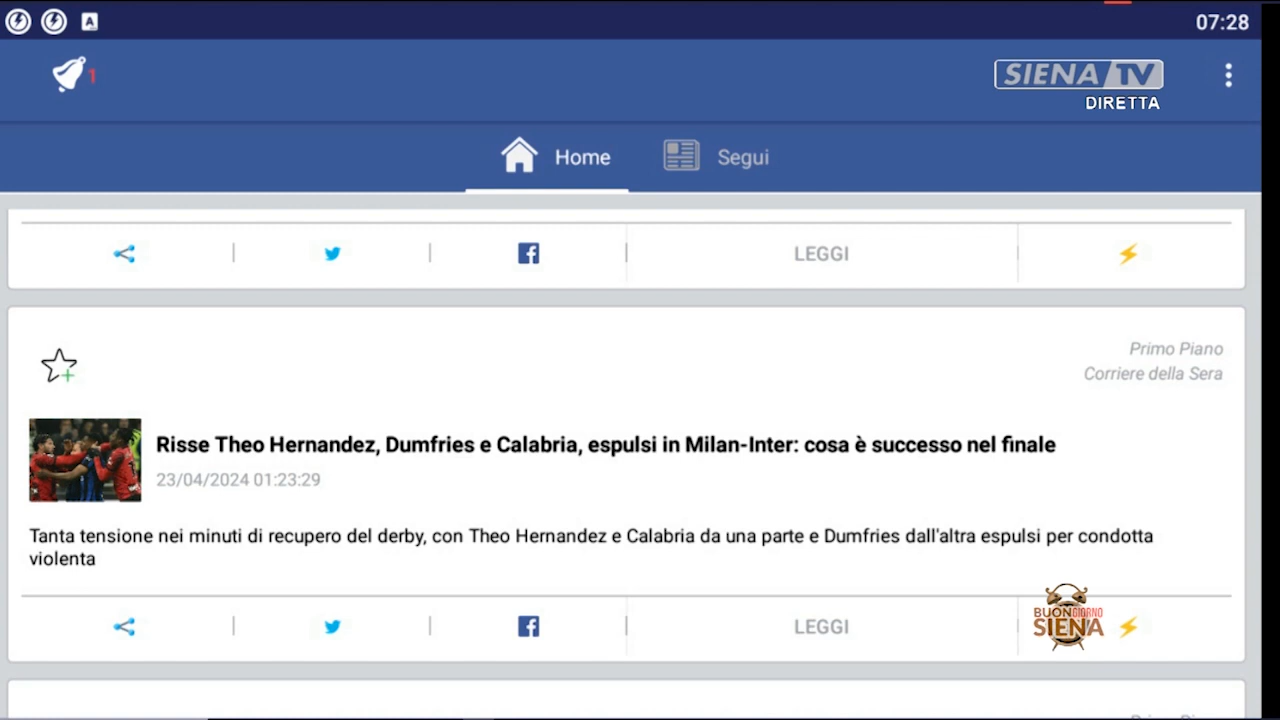 A
07:28
1
SIENA TV
DIRETTA
Home
Segui
LEGGI
Primo Piano
Corriere della Sera
Risse Theo Hernandez, Dumfries e Calabria, espulsi in Milan-Inter: cosa è successo nel finale
23/04/2024 01:23:29
Tanta tensione nei minuti di recupero del derby, con Theo Hernandez e Calabria da una parte e Dumfries dall'altra espulsi per condotta
violenta
LEGGI
BUONGIORNO
SIENA